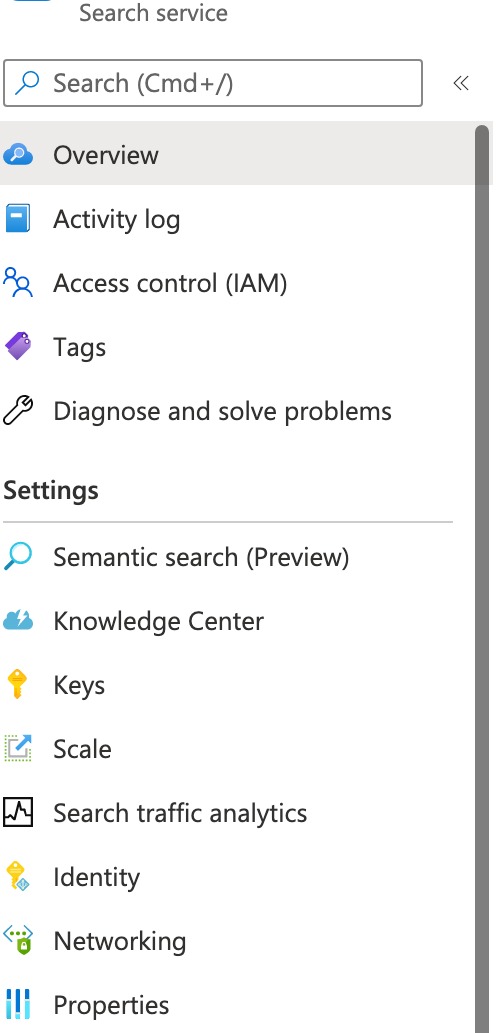 Search service
Search (Cmd+/)
Overview
Activity log
Access control (IAM)
Tags
Diagnose and solve problems
Settings
Semantic search (Preview)
Knowledge Center
Keys
Scale
Search traffic analytics
Identity
Networking
Properties